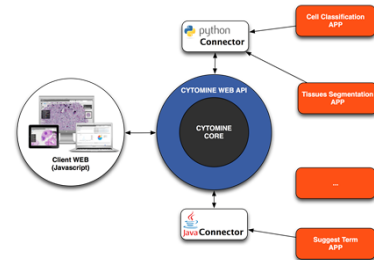 python
Connector
Cell Classification
APP
Tissues Segmentation
APP
CYTOMINE WEB API
CYTOMINE
CORE
Client WEB
(Javascript)
...
Java Connector
Suggest Term
APP